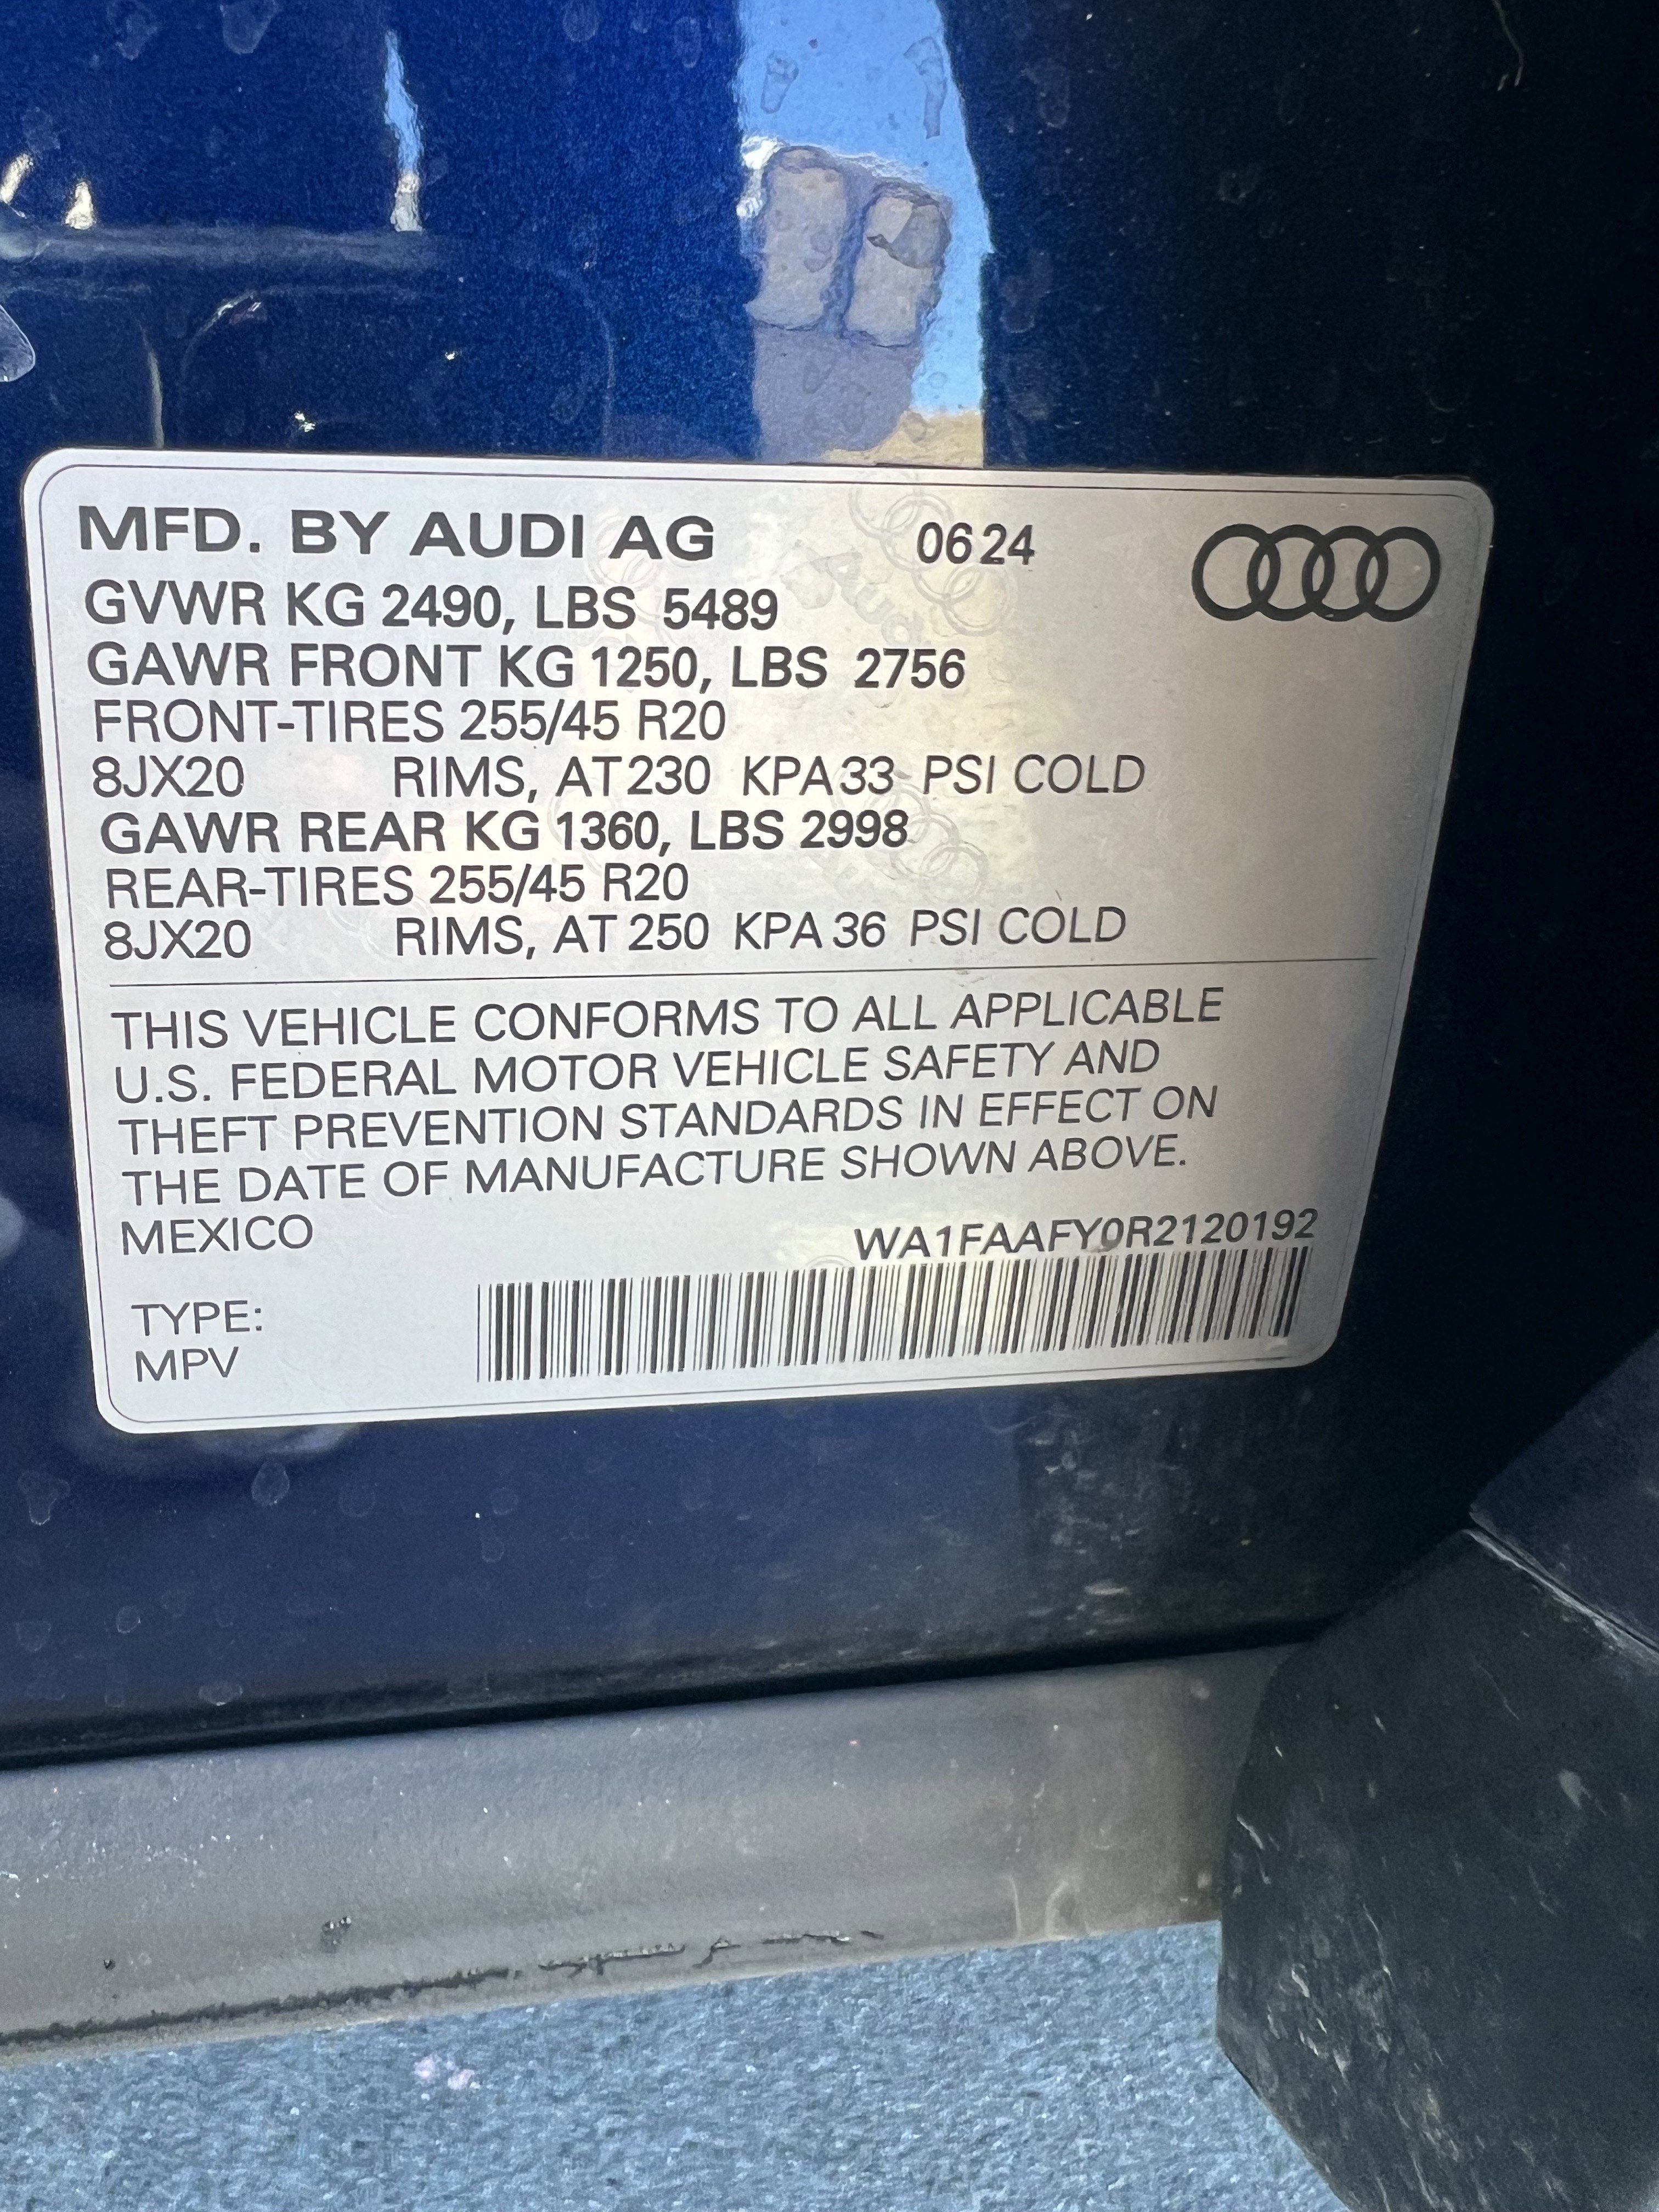 MFD. BY AUDI AG 06 24
GVWR KG 2490, LBS 5489
GAWR FRONT KG 1250, LBS 2756
FRONT-TIRES 255/45 R20
8JX20 RIMS, AT 230 KPA 33 PSI COLD
GAWR REAR KG 1360, LBS 2998
REAR-TIRES 255/45 R20
8JX20 RIMS, AT 250 KPA 36 PSI COLD
THIS VEHICLE CONFORMS TO ALL APPLICABLE
U.S. FEDERAL MOTOR VEHICLE SAFETY AND
THEFT PREVENTION STANDARDS IN EFFECT ON
THE DATE OF MANUFACTURE SHOWN ABOVE.
MEXICO WA1FAAFY0R2120192
TYPE:
MPV